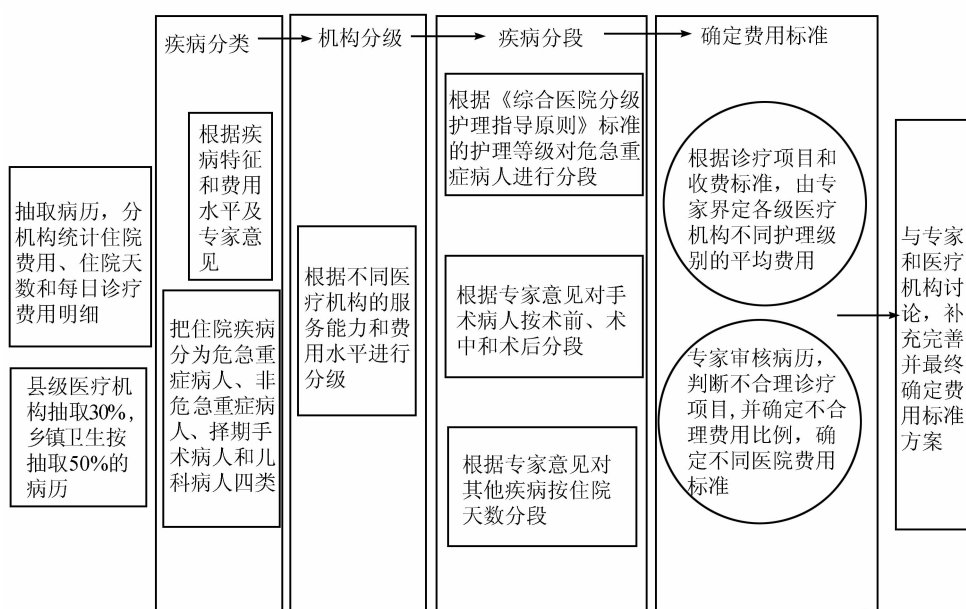 疾病分类
机构分级
疾病分段
确定费用标准
抽取病历，分
机构统计住院
费用、住院天
数和每日诊疗
费用明细
县级医疗机
构抽取30%，
乡镇卫生按
抽取50%的
病历
根据疾
病特征
和费用
水平及
专家意
见
把住院疾病
分为危急重
症病人、非
危急重症病
人、择期手
术病人和儿
科病人四类
根据不同医
疗机构的服
务能力和费
用水平进行
分级
根据《综合医院分级
护理指导原则》标准
的护理等级对危急重
症病人进行分段
根据专家意见对手
术病人按术前、术
中和术后分段
根据专家意见对
其他疾病按住院
天数分段
根据诊疗项目和
收费标准，由专
家界定各级医疗
机构不同护理级
别的平均费用
专家审核病历，
判断不合理诊疗
项目,并确定不合
理费用比例，确
定不同医院费用
标准
与专家
和医疗
机构讨
论，补
充完善
并最终
确定费
用标准
方案